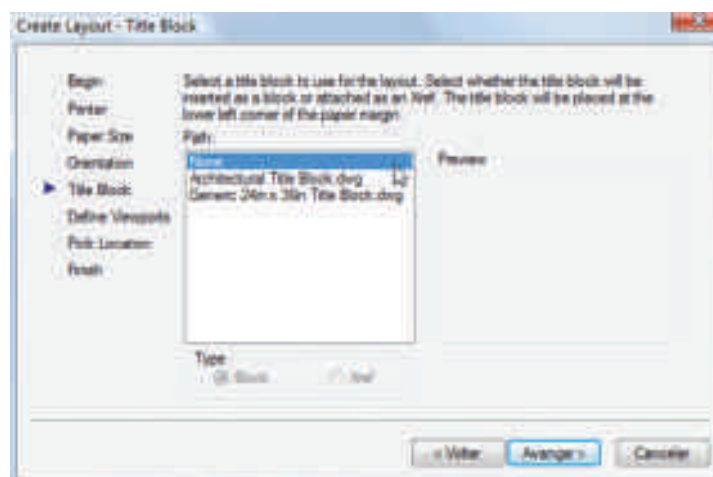 Create Layout - Title Block
Begin
Printer
Paper Size
Orientation
Title Block
Define Viewports
Pick Location
Finish
Select a title block to use for the layout. Select whether the title block will be
inserted as a block or attached as an Xref. The title block will be placed at the
lower left corner of the paper margin.
Path:
None
Architectural Title Block.dwg
Generic 24in x 36in Title Block.dwg
Preview
Type
Block
Xref
< Voltar
Avançar >
Cancelar